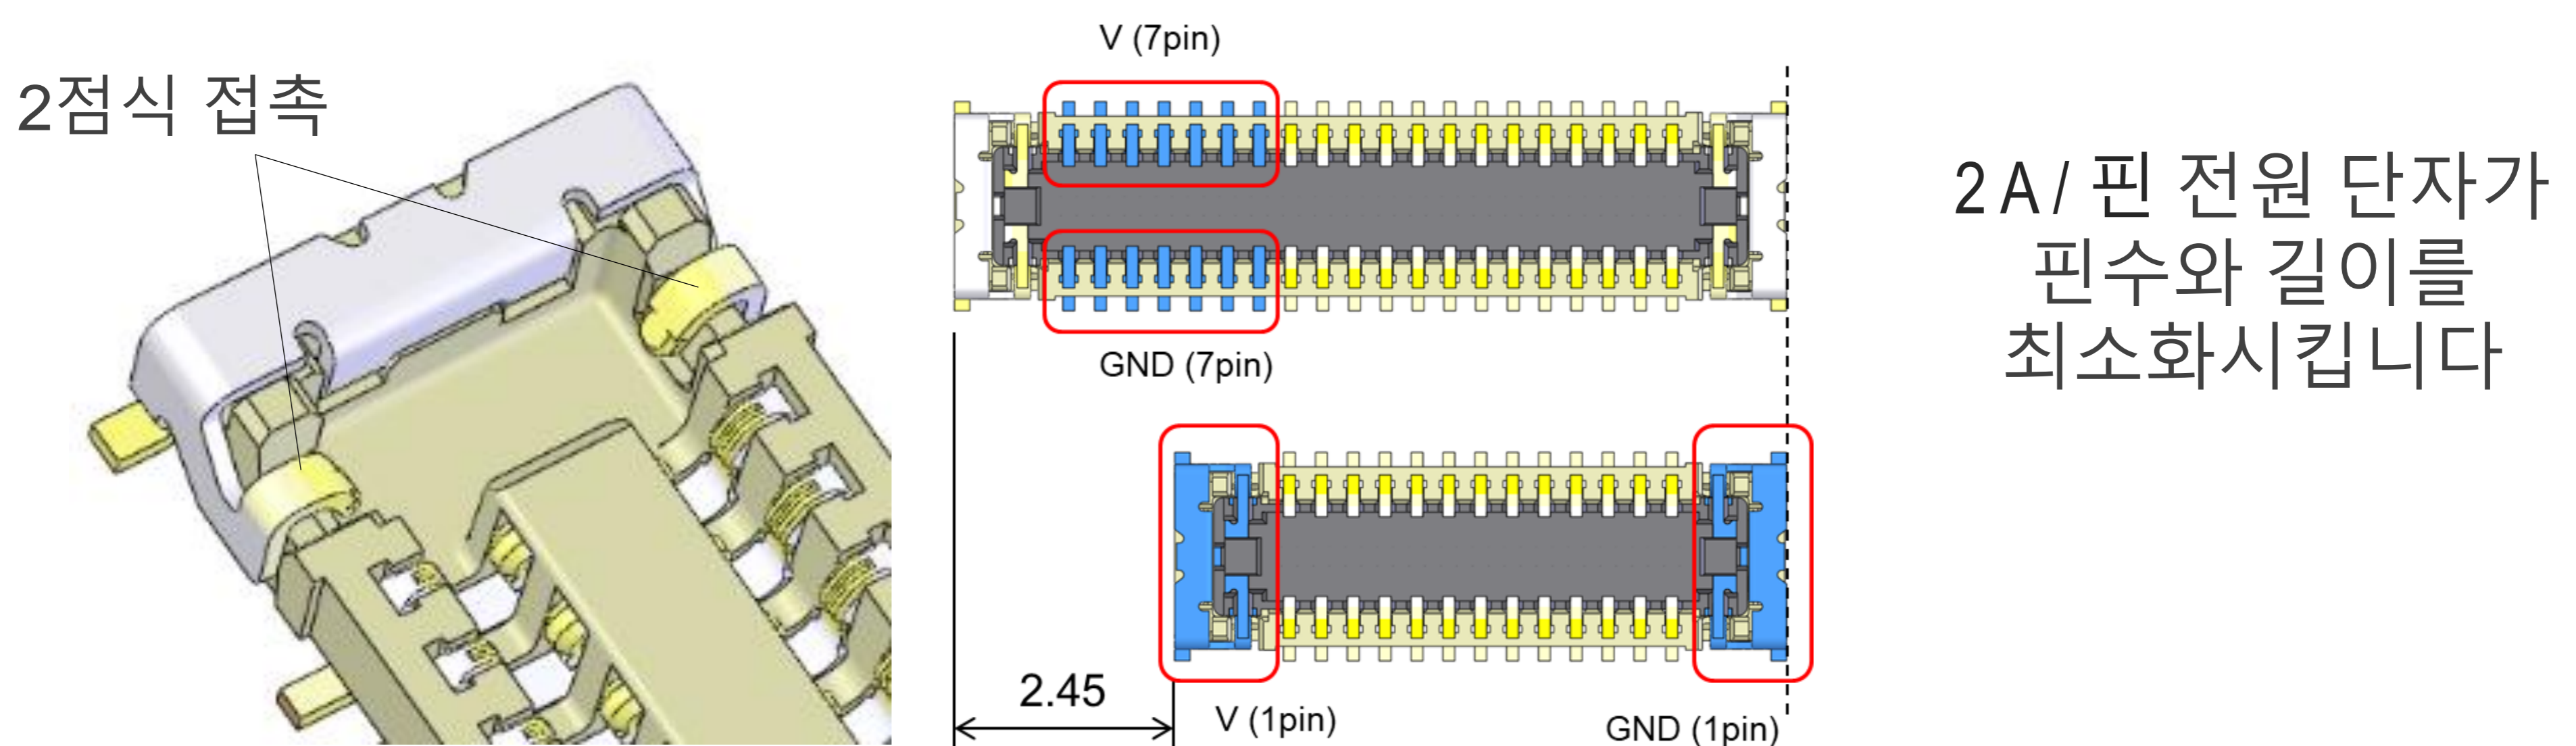 2점식 접촉
V (7pin)
GND (7pin)
2.45
V (1pin)
GND (1pin)
2 A / 핀 전원 단자가
핀수와 길이를
최소화시킵니다